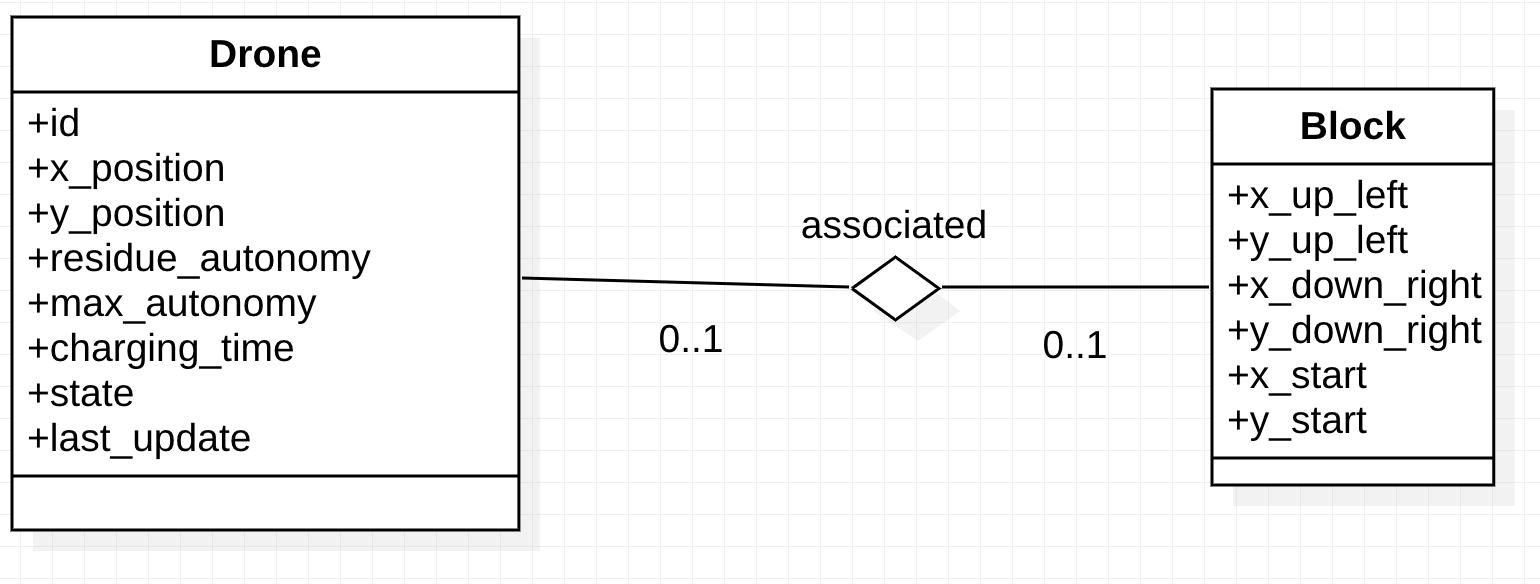 Drone
+id
+x_position
+y_position
+residue_autonomy
+max_autonomy
+charging_time
+state
+last_update
associated
0..1
0..1
Block
+x_up_left
+y_up_left
+x_down_right
+y_down_right
+x_start
+y_start